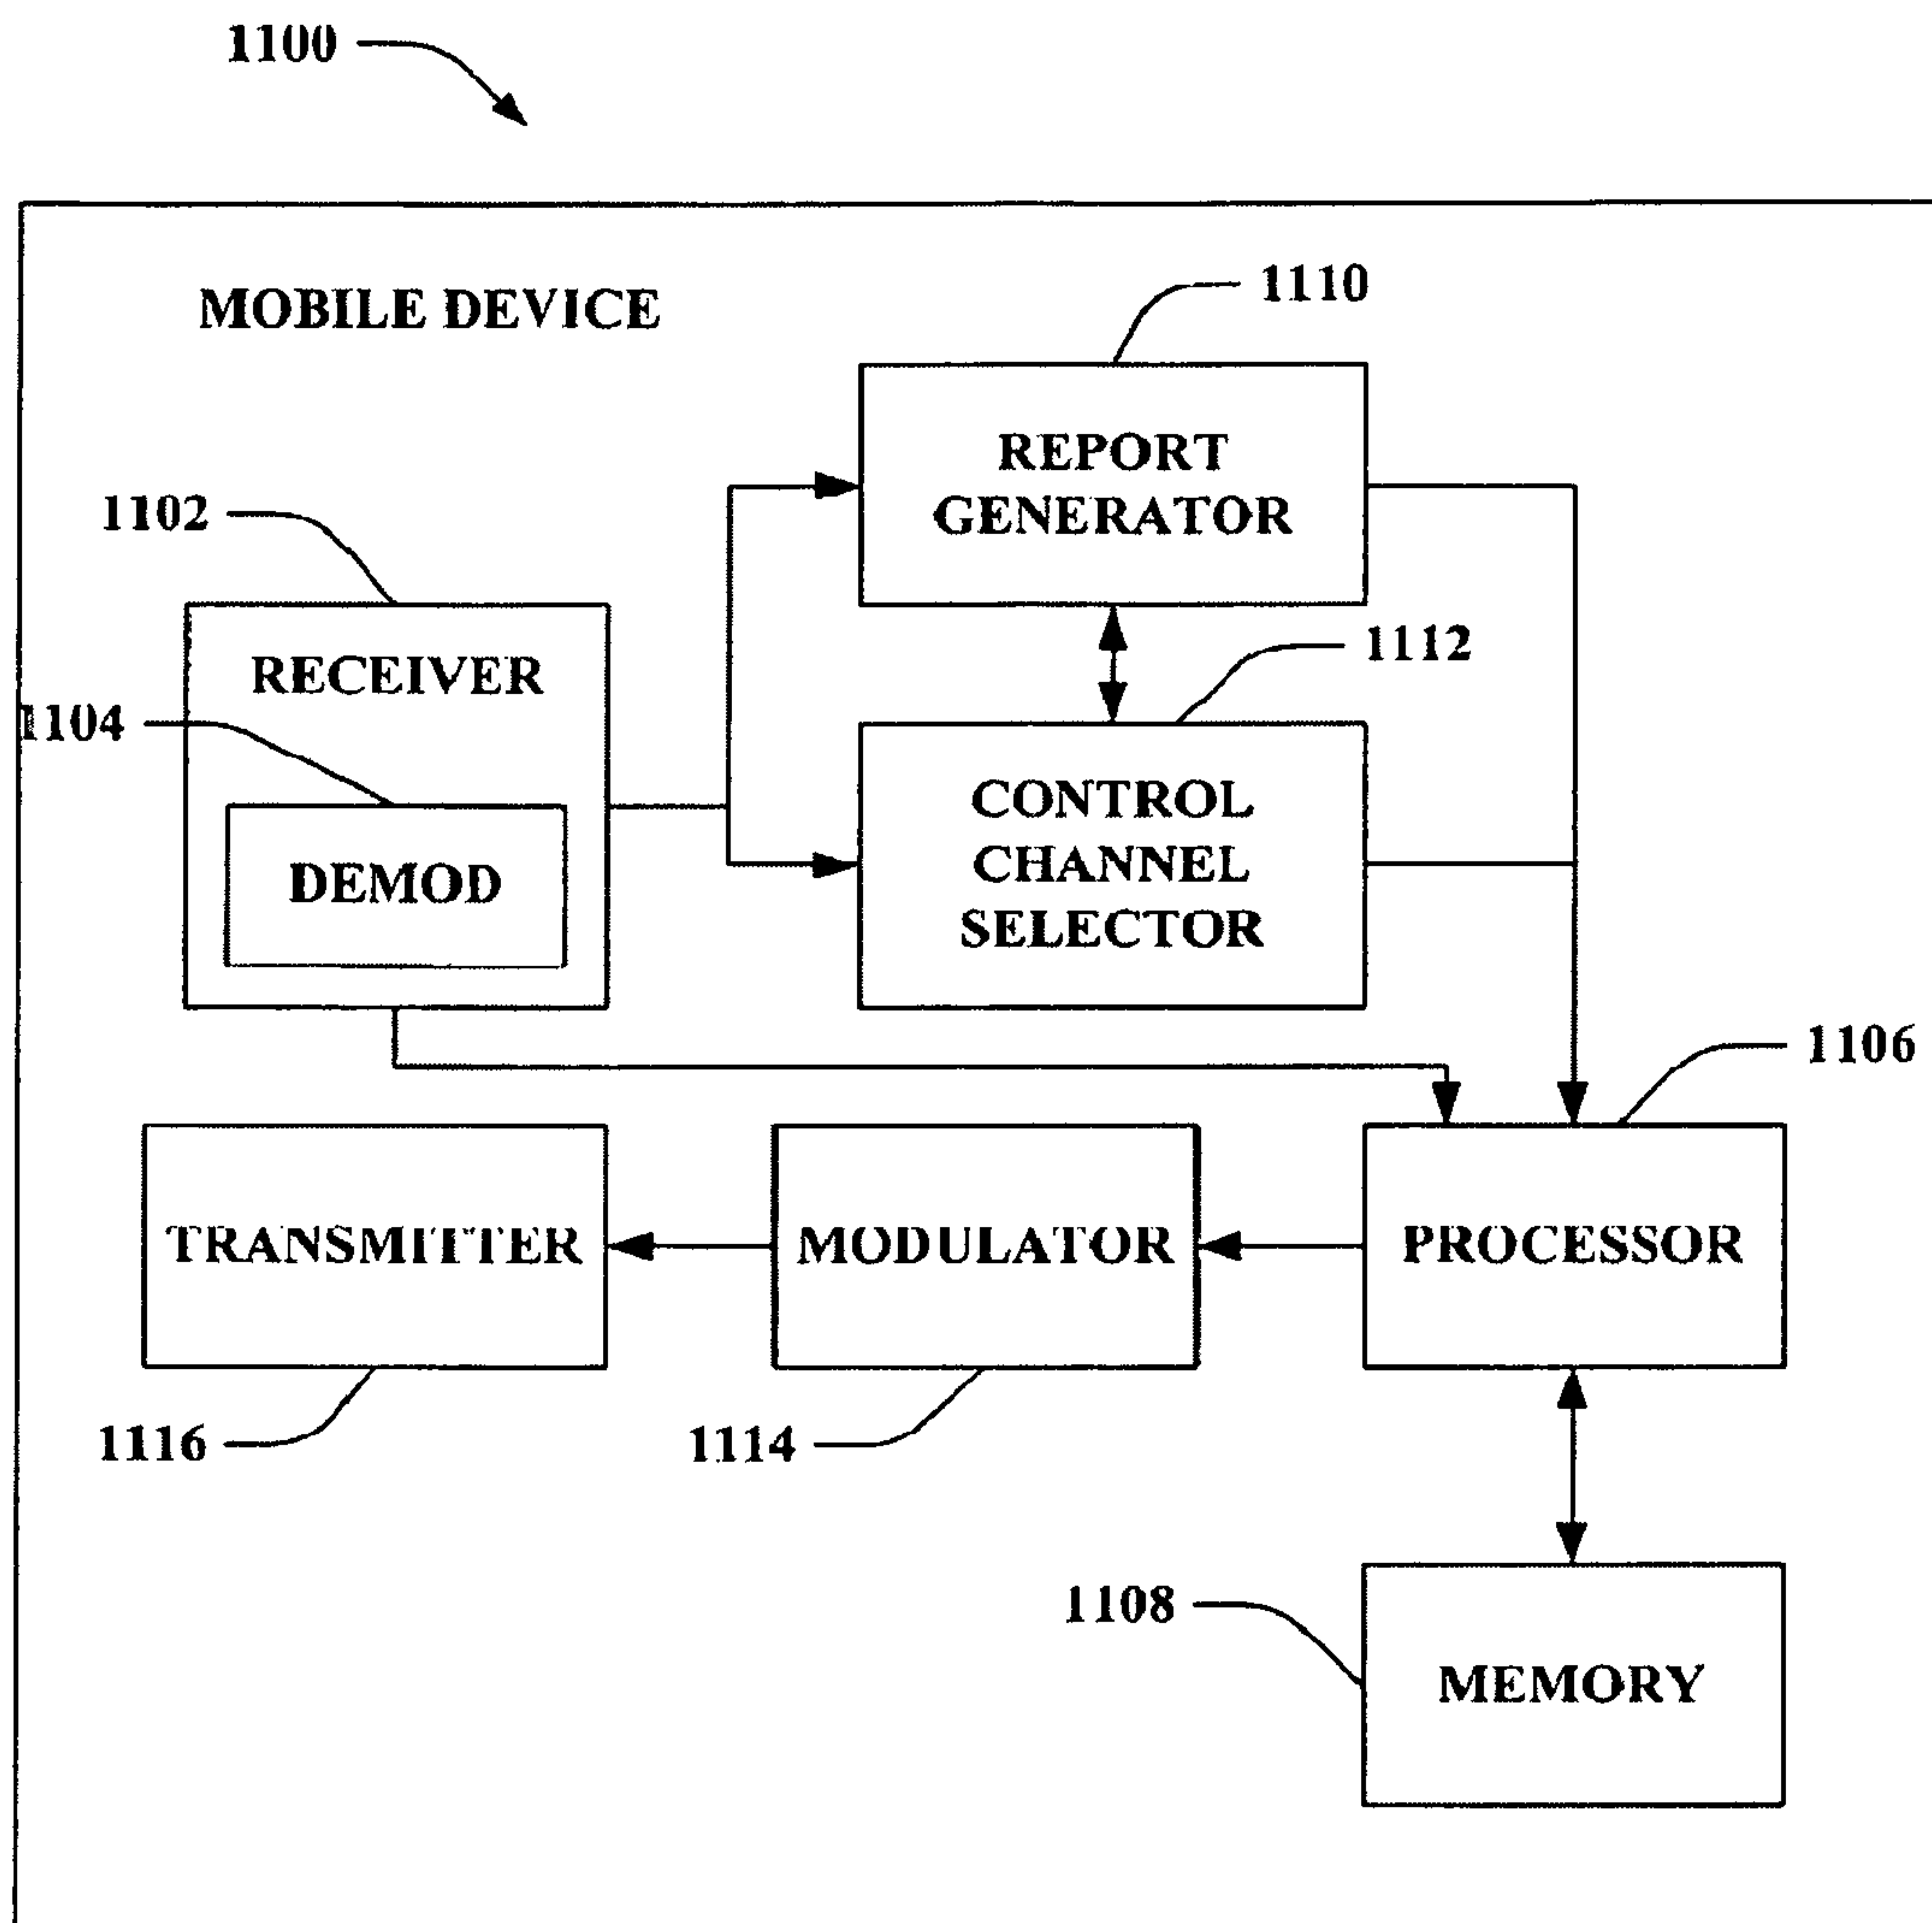 1100
MOBILE DEVICE
1110
REPORT
GENERATOR
1102
1112
RECEIVER
1104
CONTROL
CHANNEL
SELECTOR
DEMOD
1106
TRANSMITTER
MODULATOR
PROCESSOR
1116
1114
1108
MEMORY